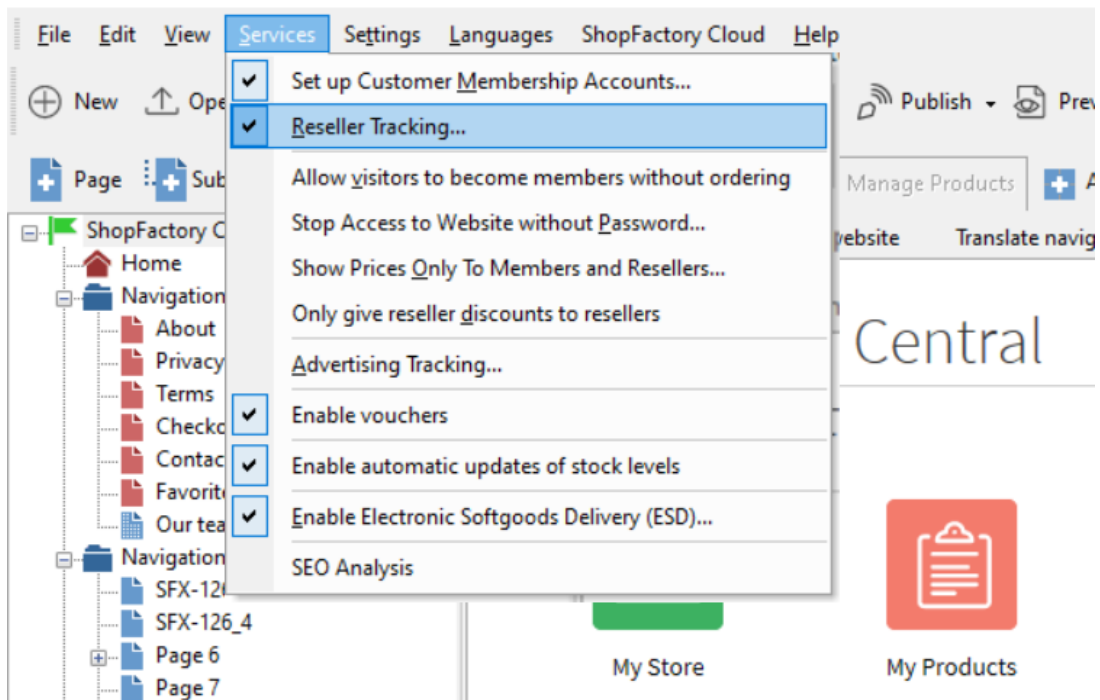 File Edit View Services Settings Languages ShopFactory Cloud Help
New
Publish
Page
Manage Products
Set up Customer Membership Accounts...
Reseller Tracking...
Allow visitors to become members without ordering
Stop Access to Website without Password...
Show Prices Only To Members and Resellers...
Only give reseller discounts to resellers
Advertising Tracking...
Enable vouchers
Enable automatic updates of stock levels
Enable Electronic Softgoods Delivery (ESD)...
SEO Analysis
Translate
ShopFactory
Home
Navigation
About
Privacy
Terms
Our
Navigation
SFX-126_4
Page 6
Page 7
Central
My Store
My Products